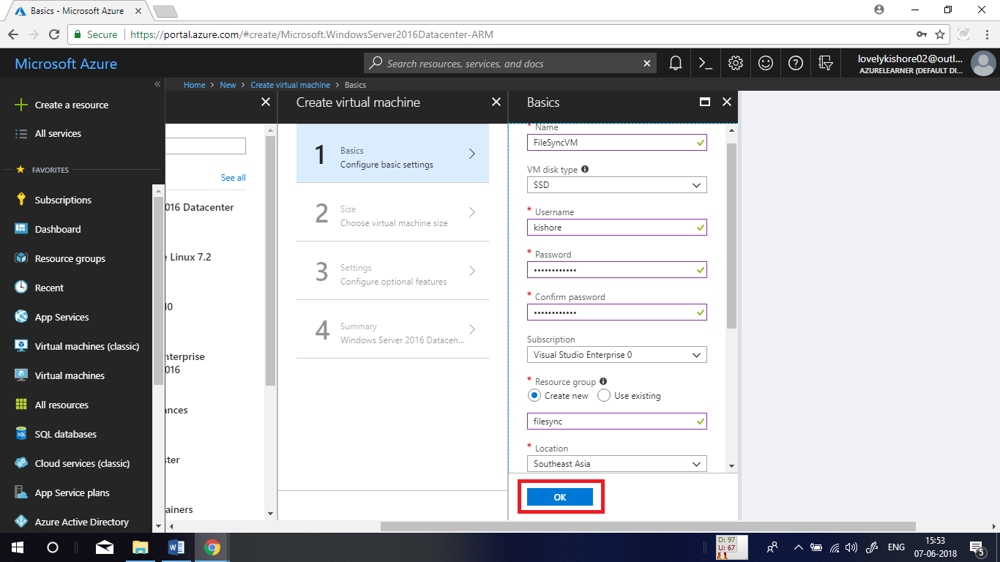 Basics - Microsoft Azure
Secure
https://portal.azure.com/#create/Microsoft.WindowsServer2016Datacenter-ARM
Microsoft Azure
Search resources, services, and docs
lovelykishore02@outl...
AZURELEARNER (DEFAULT DI...
Home > New > Create virtual machine > Basics
Create a resource
All services
FAVORITES
Subscriptions
Dashboard
Resource groups
Recent
App Services
Virtual machines (classic)
Virtual machines
All resources
SQL databases
Cloud services (classic)
App Service plans
Azure Active Directory
See all
016 Datacenter
e Linux 7.2
10
nterprise
016
ances
ster
ainers
Create virtual machine
1
Basics
Configure basic settings
2
Size
Choose virtual machine size
3
Settings
Configure optional features
4
Summary
Windows Server 2016 Datacen...
Basics
* Name
FileSyncVM
VM disk type
SSD
* Username
kishore
* Password
••••••••••••
* Confirm password
••••••••••••
Subscription
Visual Studio Enterprise 0
* Resource group
Create new Use existing
filesync
* Location
Southeast Asia
OK
D: 97
U: 67
ENG
15:53
07-06-2018
5